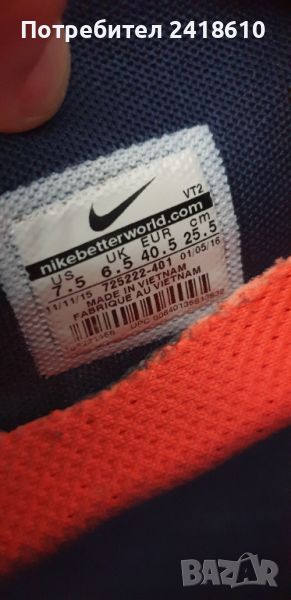 Потребител 2418610
VT2
nikebetterworld.com
US UK EUR cm
7.5 6.5 40.5 25.5
11/11/15 725222-401 01/05/16
MADE IN VIETNAM
FABRIQUE AU VIETNAM
BAZAR